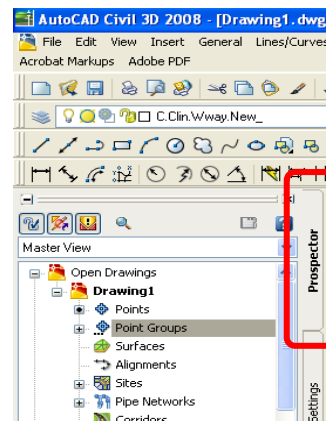 AutoCAD Civil 3D 2008 - [Drawing1.dwg
File Edit View Insert General Lines/Curves
Acrobat Markups Adobe PDF
C.Clin.Wway.New_
Master View
Prospector
Open Drawings
Drawing1
Points
Point Groups
Surfaces
Alignments
Sites
Pipe Networks
Corridors
Settings